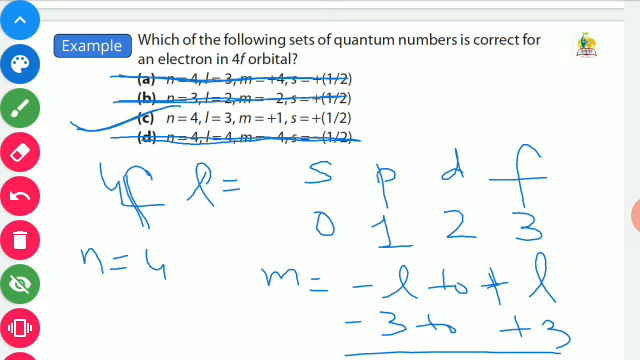 Example
Which of the following sets of quantum numbers is correct for
an electron in 4f orbital?
(a) n = 4, l = 3, m = +4, s = +(1/2)
(b) n = 3, l = 2, m = −2, s = +(1/2)
(c) n = 4, l = 3, m = +1, s = +(1/2)
(d) n = 4, l = 4, m = −4, s = −(1/2)
4f l = s p d f
0 1 2 3
n = 4
m = - l to + l
- 3 to + 3